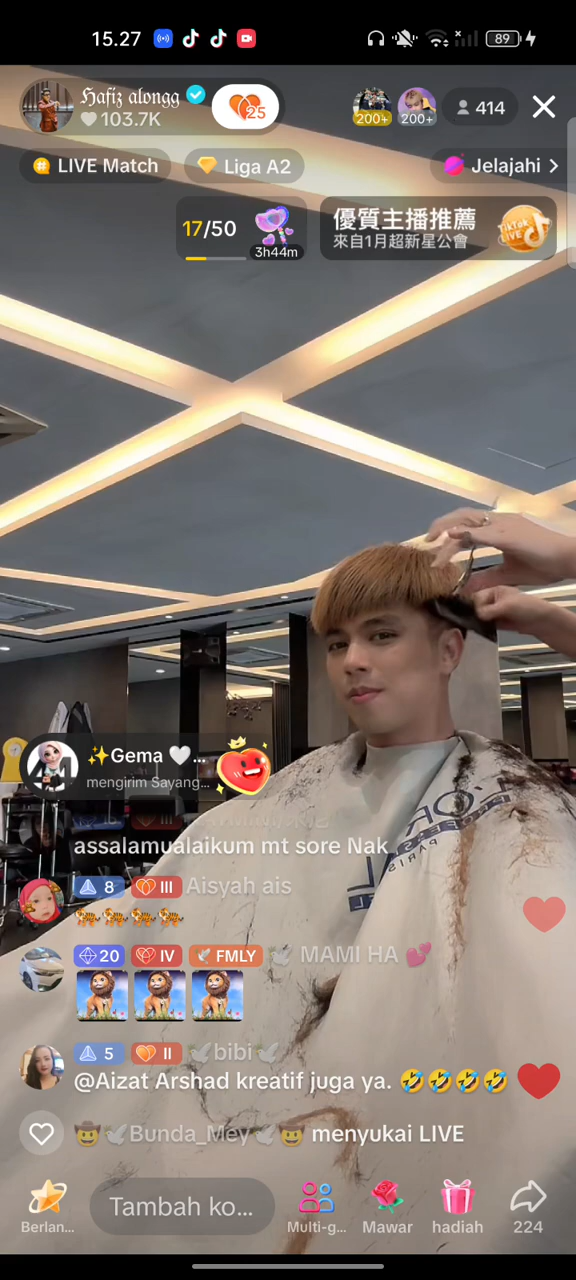 15.27
89
Hafiz alongg
103.7K
25
200+
200+
414
LIVE Match
Liga A2
Jelajahi
17/50
3h44m
優質主播推薦
來自1月超新星公會
TikTok
LIVE
✨Gema 🤍...
mengirim Sayang...
assalamualaikum mt sore Nak
8 III Aisyah ais
🐅🐅🐅🐅
20 IV FMLY 🕊 MAMI HA 💕
5 II 🕊bibi🕊
@Aizat Arshad kreatif juga ya. 🤣🤣🤣🤣
🤠🕊Bunda_Mey🕊🤠 menyukai LIVE
Berlan...
Tambah ko...
Multi-g...
Mawar
hadiah
224
PARIS